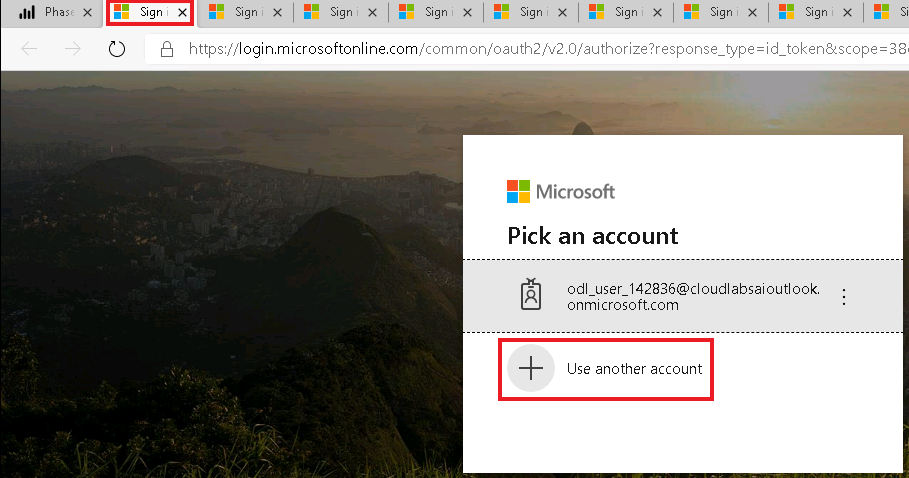 Phase
Sign i
Sign i
Sign i
Sign i
Sign i
Sign i
Sign i
Sign i
Sig
https://login.microsoftonline.com/common/oauth2/v2.0/authorize?response_type=id_token&scope=38
Microsoft
Pick an account
odl_user_142836@cloudlabsaioutlook.
onmicrosoft.com
Use another account